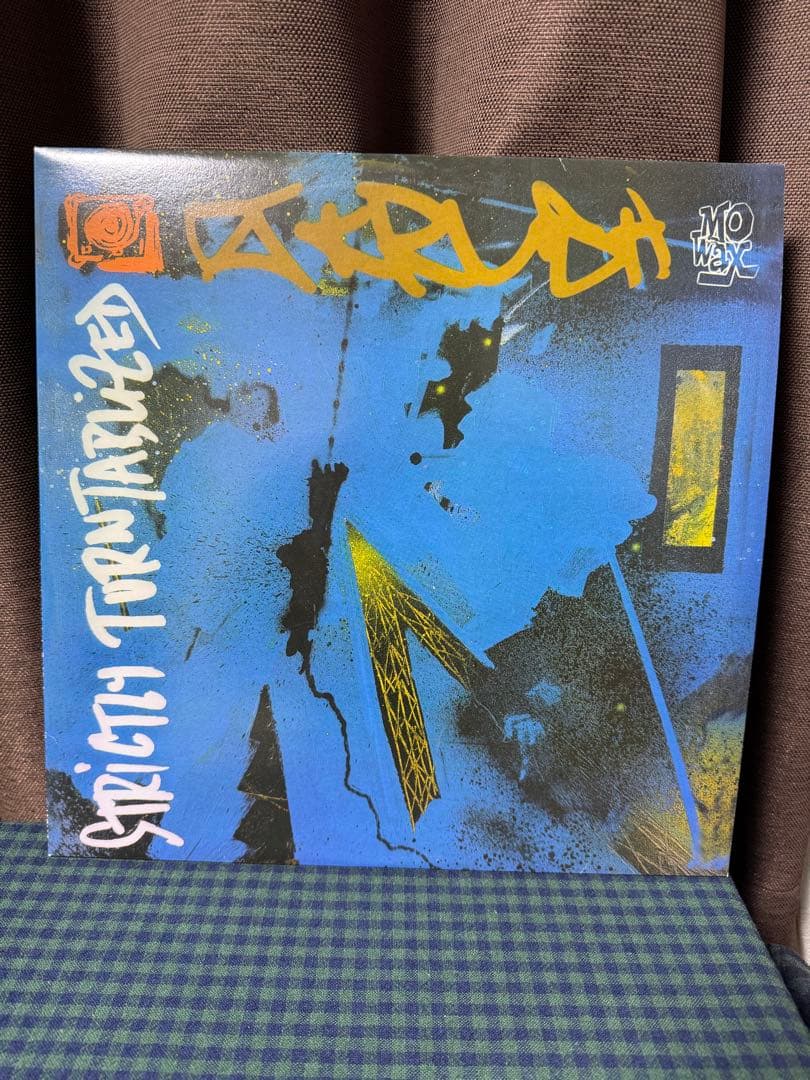 DJ KRUSH
MO
Wax
STRICTLY TURNTABLIZED